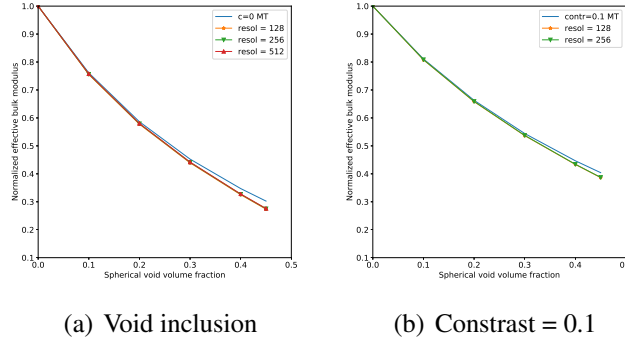 c=0 MT
resol = 128
resol = 256
resol = 512
1.0
0.9
0.8
0.7
0.6
0.5
0.4
0.3
0.2
0.1
Normalized effective bulk modulus
0.0 0.1 0.2 0.3 0.4 0.5
Spherical void volume fraction
(a) Void inclusion
contr=0.1 MT
resol = 128
resol = 256
1.0
0.9
0.8
0.7
0.6
0.5
0.4
0.3
0.2
0.1
Normalized effective bulk modulus
0.0 0.1 0.2 0.3 0.4
Spherical void volume fraction
(b) Constrast = 0.1